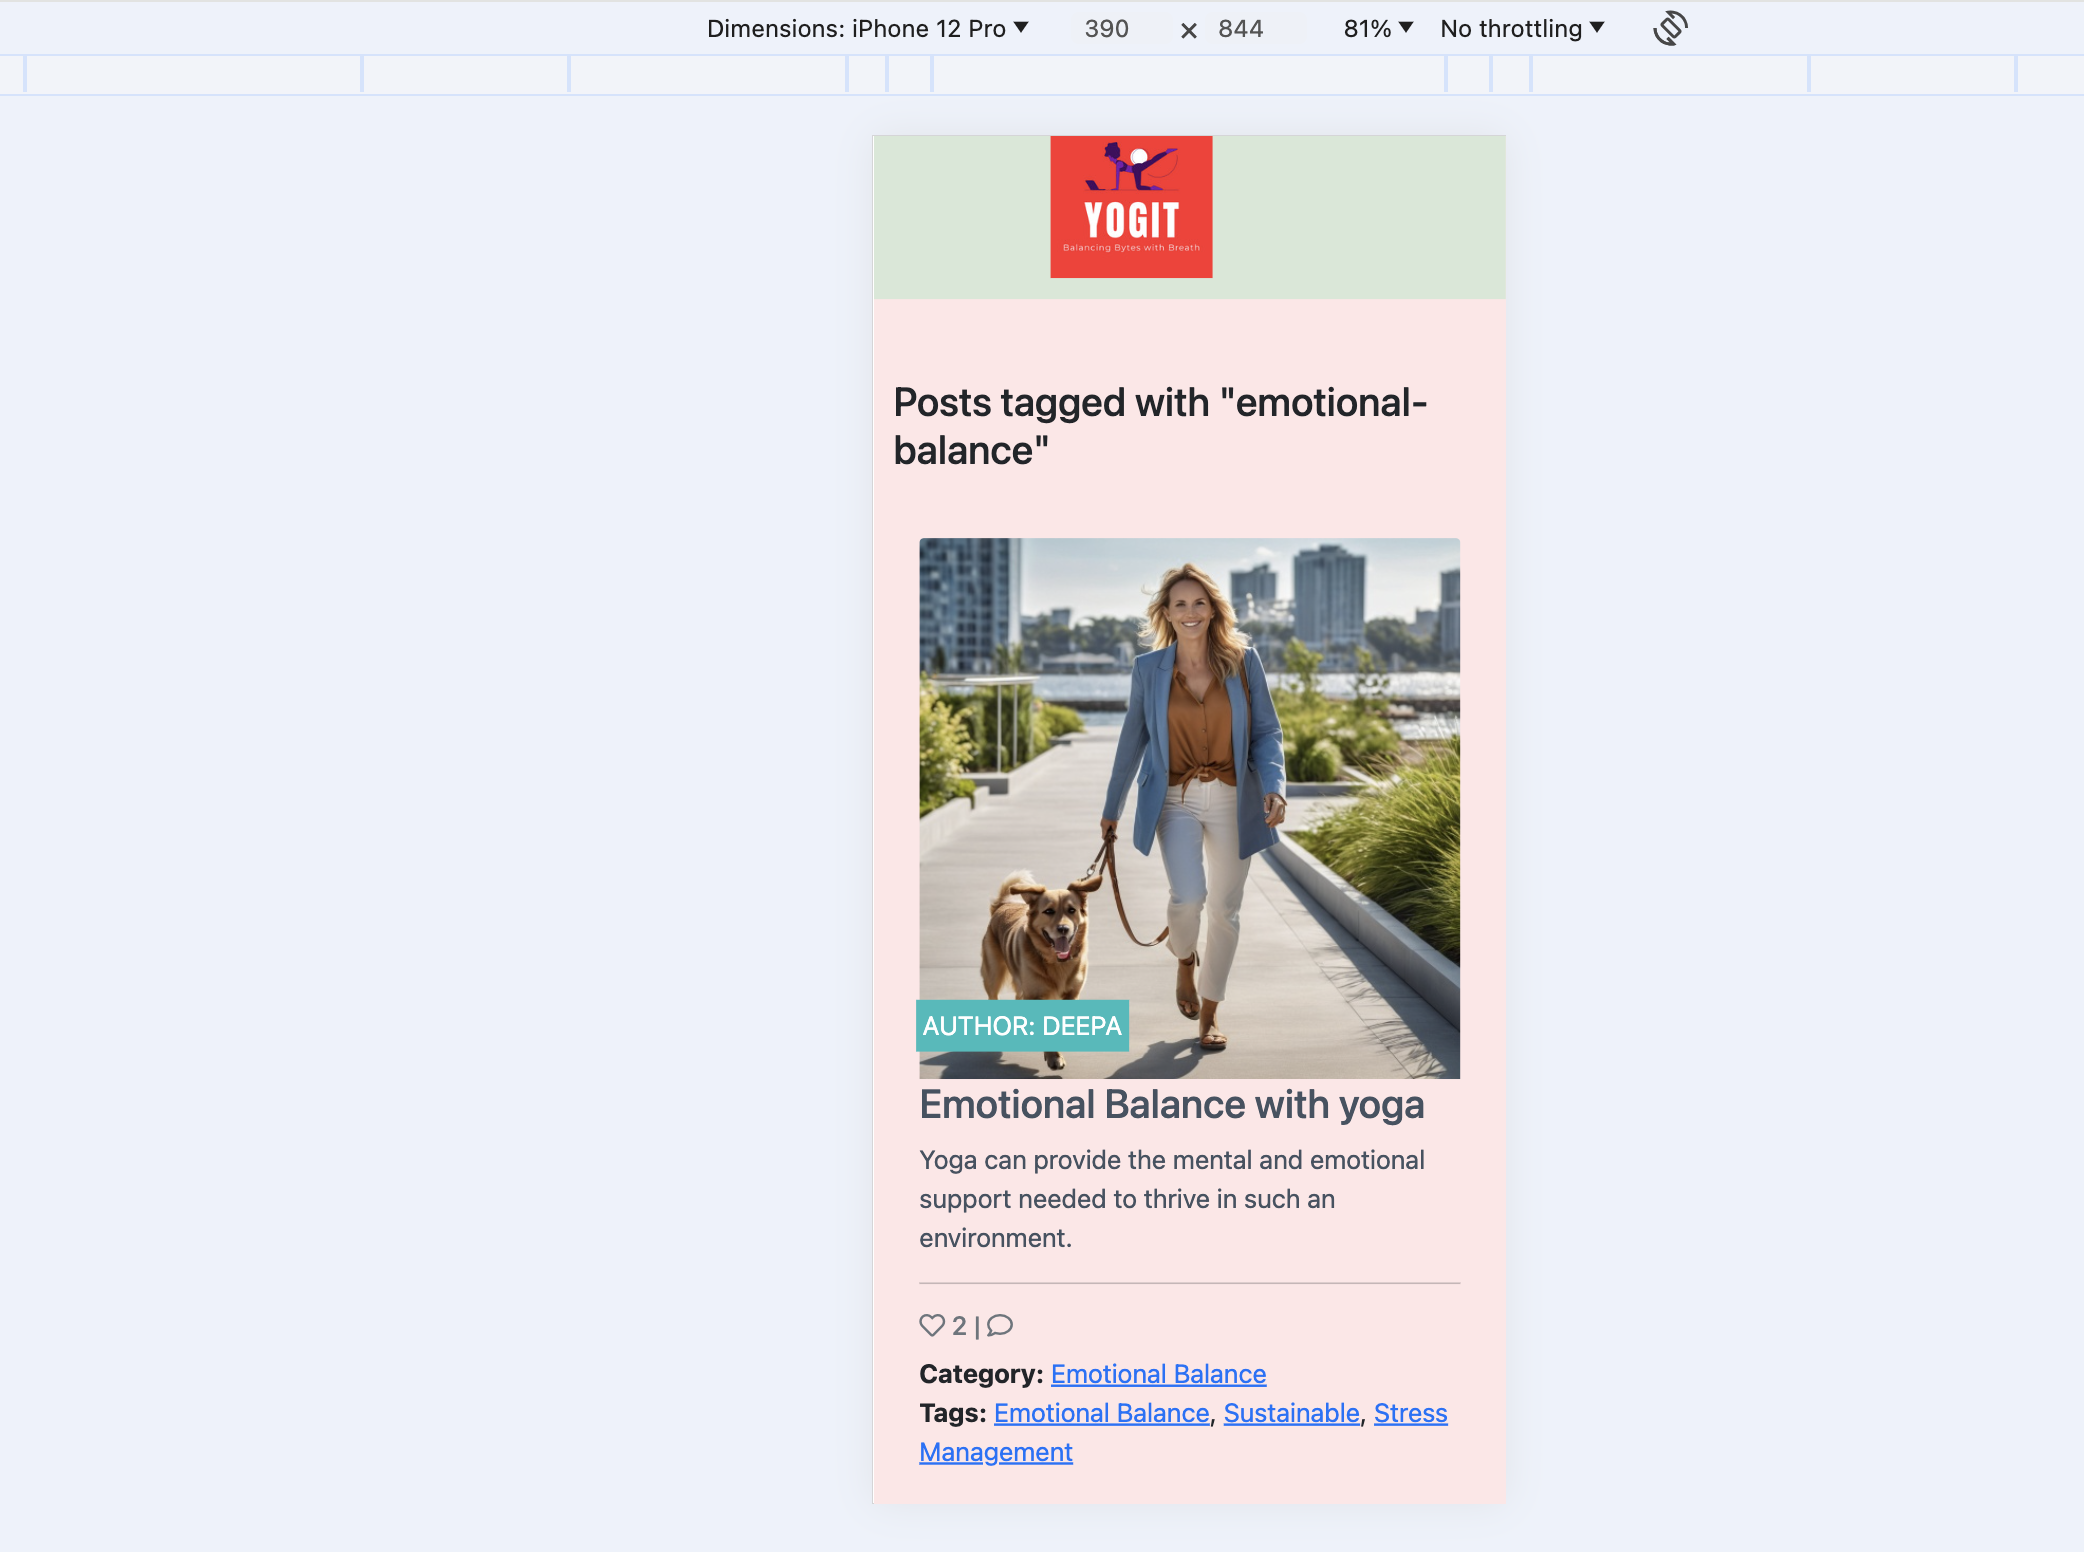 Dimensions: iPhone 12 Pro 390 × 844 81% No throttling
YOGIT
Balancing Bytes with Breath
Posts tagged with "emotional-
balance"
AUTHOR: DEEPA
Emotional Balance with yoga
Yoga can provide the mental and emotional
support needed to thrive in such an
environment.
2 |
Category: Emotional Balance
Tags: Emotional Balance, Sustainable, Stress
Management